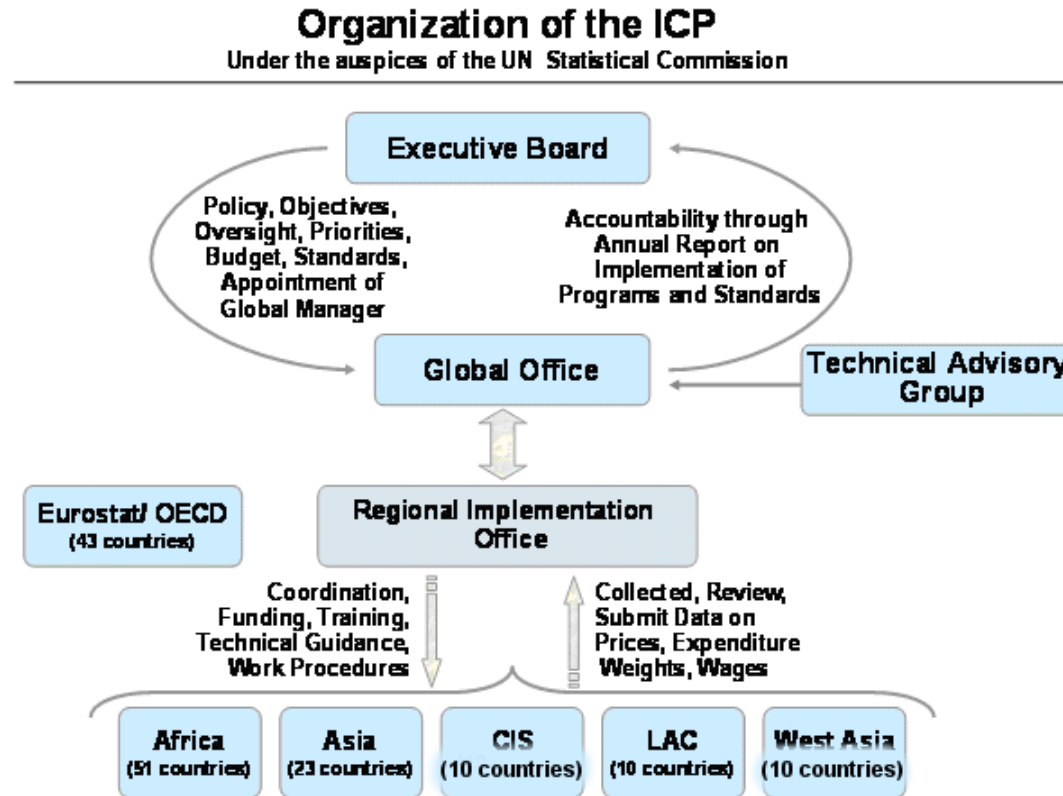 Organization of the ICP
Under the auspices of the UN Statistical Commission
Executive Board
Policy, Objectives,
Oversight, Priorities,
Budget, Standards,
Appointment of
Global Manager
Accountability through
Annual Report on
Implementation of
Programs and Standards
Global Office
Technical Advisory
Group
Eurostat/ OECD
(43 countries)
Regional Implementation
Office
Coordination,
Funding, Training,
Technical Guidance,
Work Procedures
Collected, Review,
Submit Data on
Prices, Expenditure
Weights, Wages
Africa
(51 countries)
Asia
(23 countries)
CIS
(10 countries)
LAC
(10 countries)
West Asia
(10 countries)